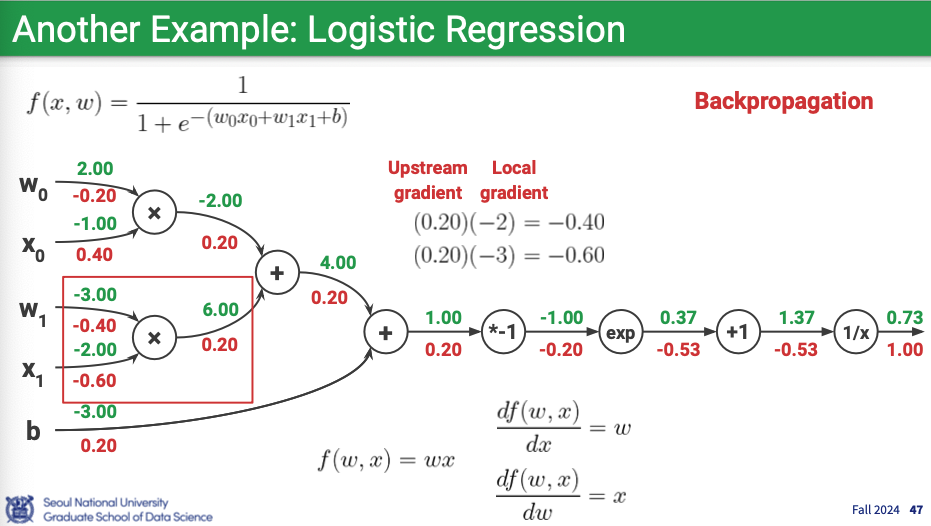 Another Example: Logistic Regression
f(x, w) = 1 / (1 + e^{-(w_0x_0+w_1x_1+b)})
Backpropagation
Upstream gradient Local gradient
(0.20)(−2) = −0.40
(0.20)(−3) = −0.60
w_0 2.00 -0.20
x_0 -1.00 0.40
×
-2.00 0.20
w_1 -3.00 -0.40
x_1 -2.00 -0.60
×
6.00 0.20
+
4.00 0.20
b -3.00 0.20
+
1.00 0.20
*-1
-1.00 -0.20
exp
0.37 -0.53
+1
1.37 -0.53
1/x
0.73 1.00
f(w, x) = wx
df(w, x)/dx = w
df(w, x)/dw = x
Seoul National University
Graduate School of Data Science
Fall 2024 47